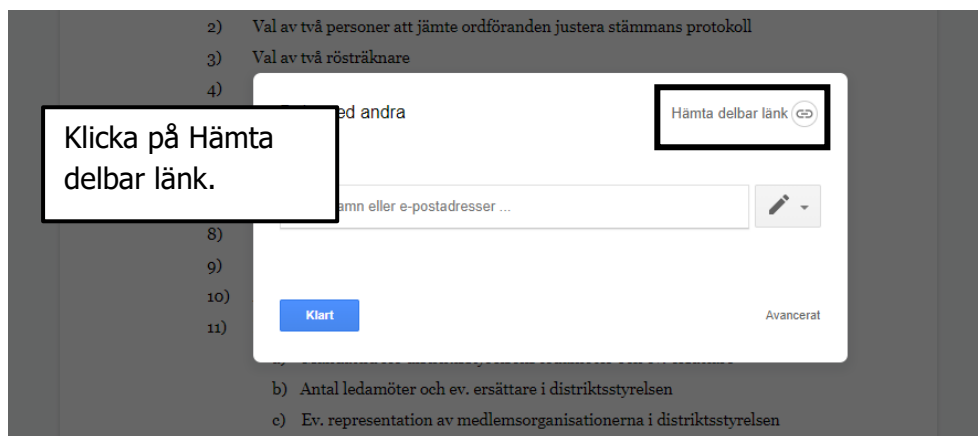 2) Val av två personer att jämte ordföranden justera stämmans protokoll
3) Val av två rösträknare
4)
ed andra
Hämta delbar länk
Klicka på Hämta
delbar länk.
amn eller e-postadresser ...
8)
9)
10)
Klart
Avancerat
11)
b) Antal ledamöter och ev. ersättare i distriktsstyrelsen
c) Ev. representation av medlemsorganisationerna i distriktsstyrelsen